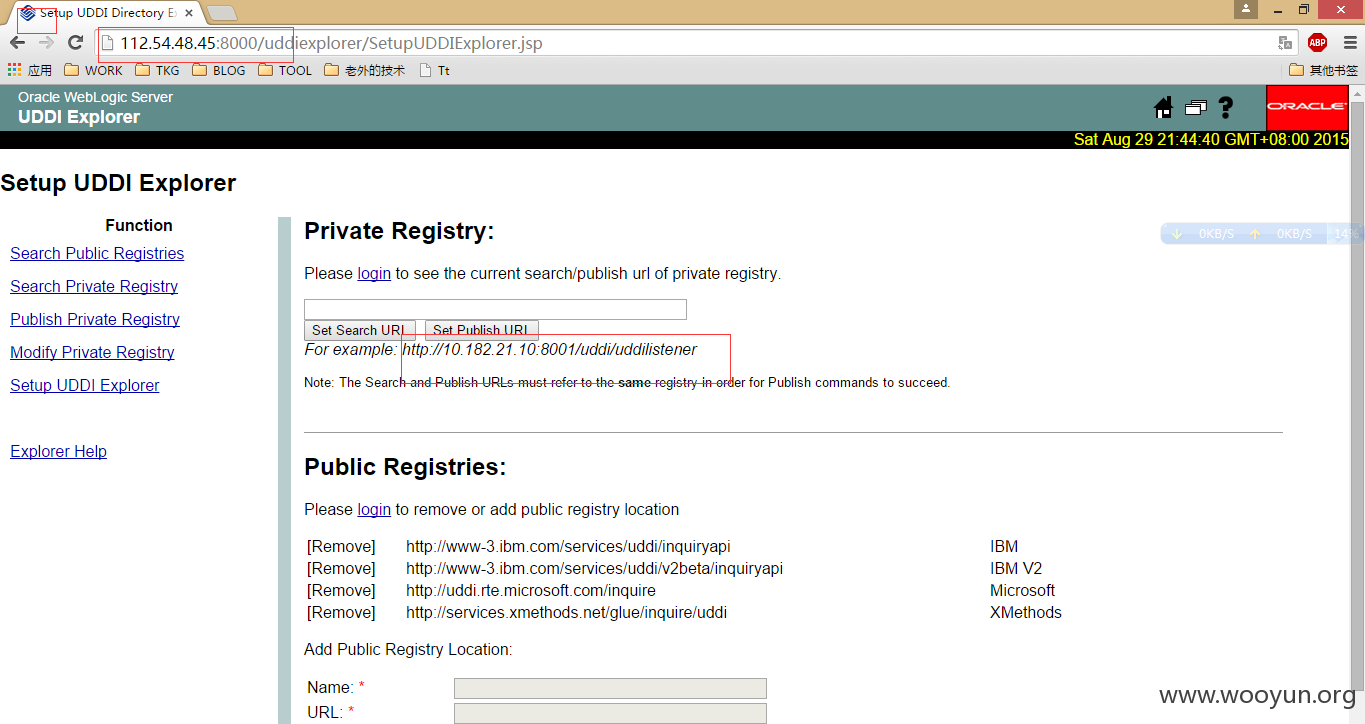 Setup UDDI Directory Ex
112.54.48.45:8000/uddiexplorer/SetupUDDIExplorer.jsp
ABP
应用 WORK TKG BLOG TOOL 老外的技术 Tt 其他书签
Oracle WebLogic Server
UDDI Explorer
ORACLE
Sat Aug 29 21:44:40 GMT+08:00 2015
Setup UDDI Explorer
Function
Search Public Registries
Search Private Registry
Publish Private Registry
Modify Private Registry
Setup UDDI Explorer
Explorer Help
Private Registry:
0KB/S 0KB/S 14%
Please login to see the current search/publish url of private registry.
Set Search URL Set Publish URL
For example: http://10.182.21.10:8001/uddi/uddilistener
Note: The Search and Publish URLs must refer to the same registry in order for Publish commands to succeed.
Public Registries:
Please login to remove or add public registry location
[Remove] http://www-3.ibm.com/services/uddi/inquiryapi IBM
[Remove] http://www-3.ibm.com/services/uddi/v2beta/inquiryapi IBM V2
[Remove] http://uddi.rte.microsoft.com/inquire Microsoft
[Remove] http://services.xmethods.net/glue/inquire/uddi XMethods
Add Public Registry Location:
Name: *
URL: *
www.wooyun.org